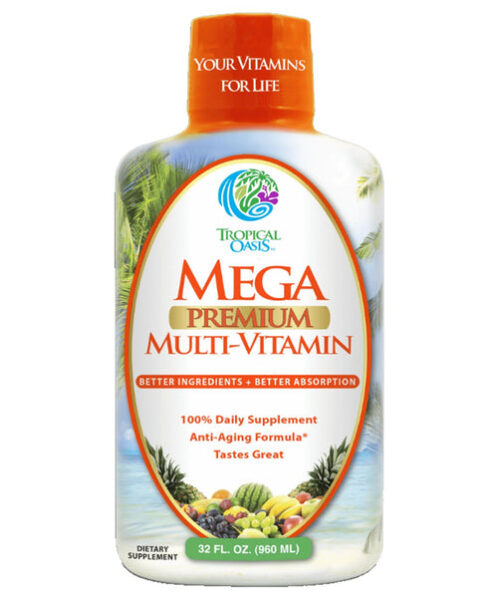 YOUR VITAMINS
FOR LIFE
TROPICAL
OASIS
MEGA
PREMIUM
MULTI-VITAMIN
BETTER INGREDIENTS + BETTER ABSORPTION
100% Daily Supplement
Anti-Aging Formula*
Tastes Great
DIETARY
SUPPLEMENT
32 FL. OZ. (960 ML)